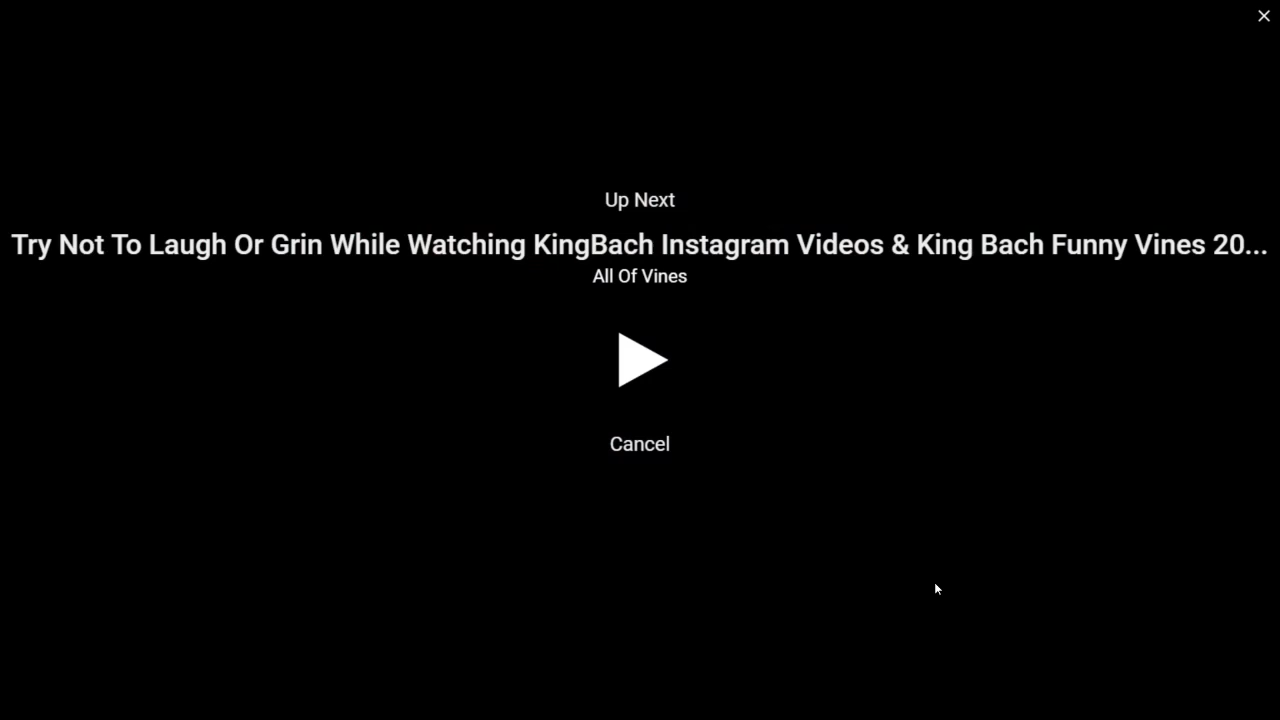 Up Next
Try Not To Laugh Or Grin While Watching KingBach Instagram Videos & King Bach Funny Vines 20...
All Of Vines
Cancel